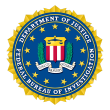 DEPARTMENT OF JUSTICE
FEDERAL BUREAU OF INVESTIGATION